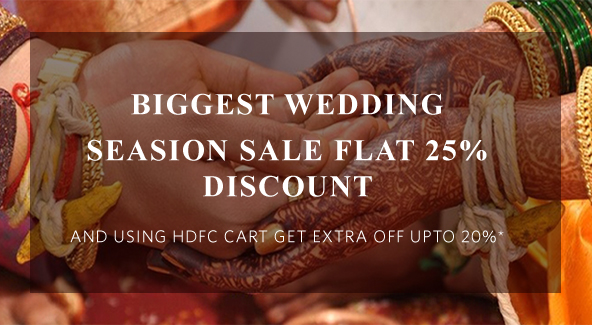 BIGGEST WEDDING
SEASION SALE FLAT 25%
DISCOUNT
AND USING HDFC CART GET EXTRA OFF UPTO 20%*